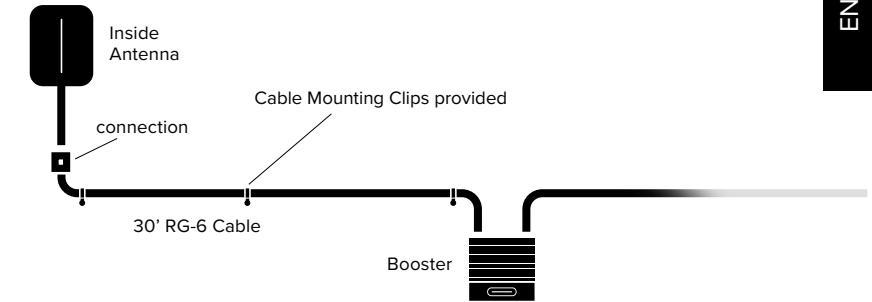 EN
Inside
Antenna
Cable Mounting Clips provided
connection
30’ RG-6 Cable
Booster